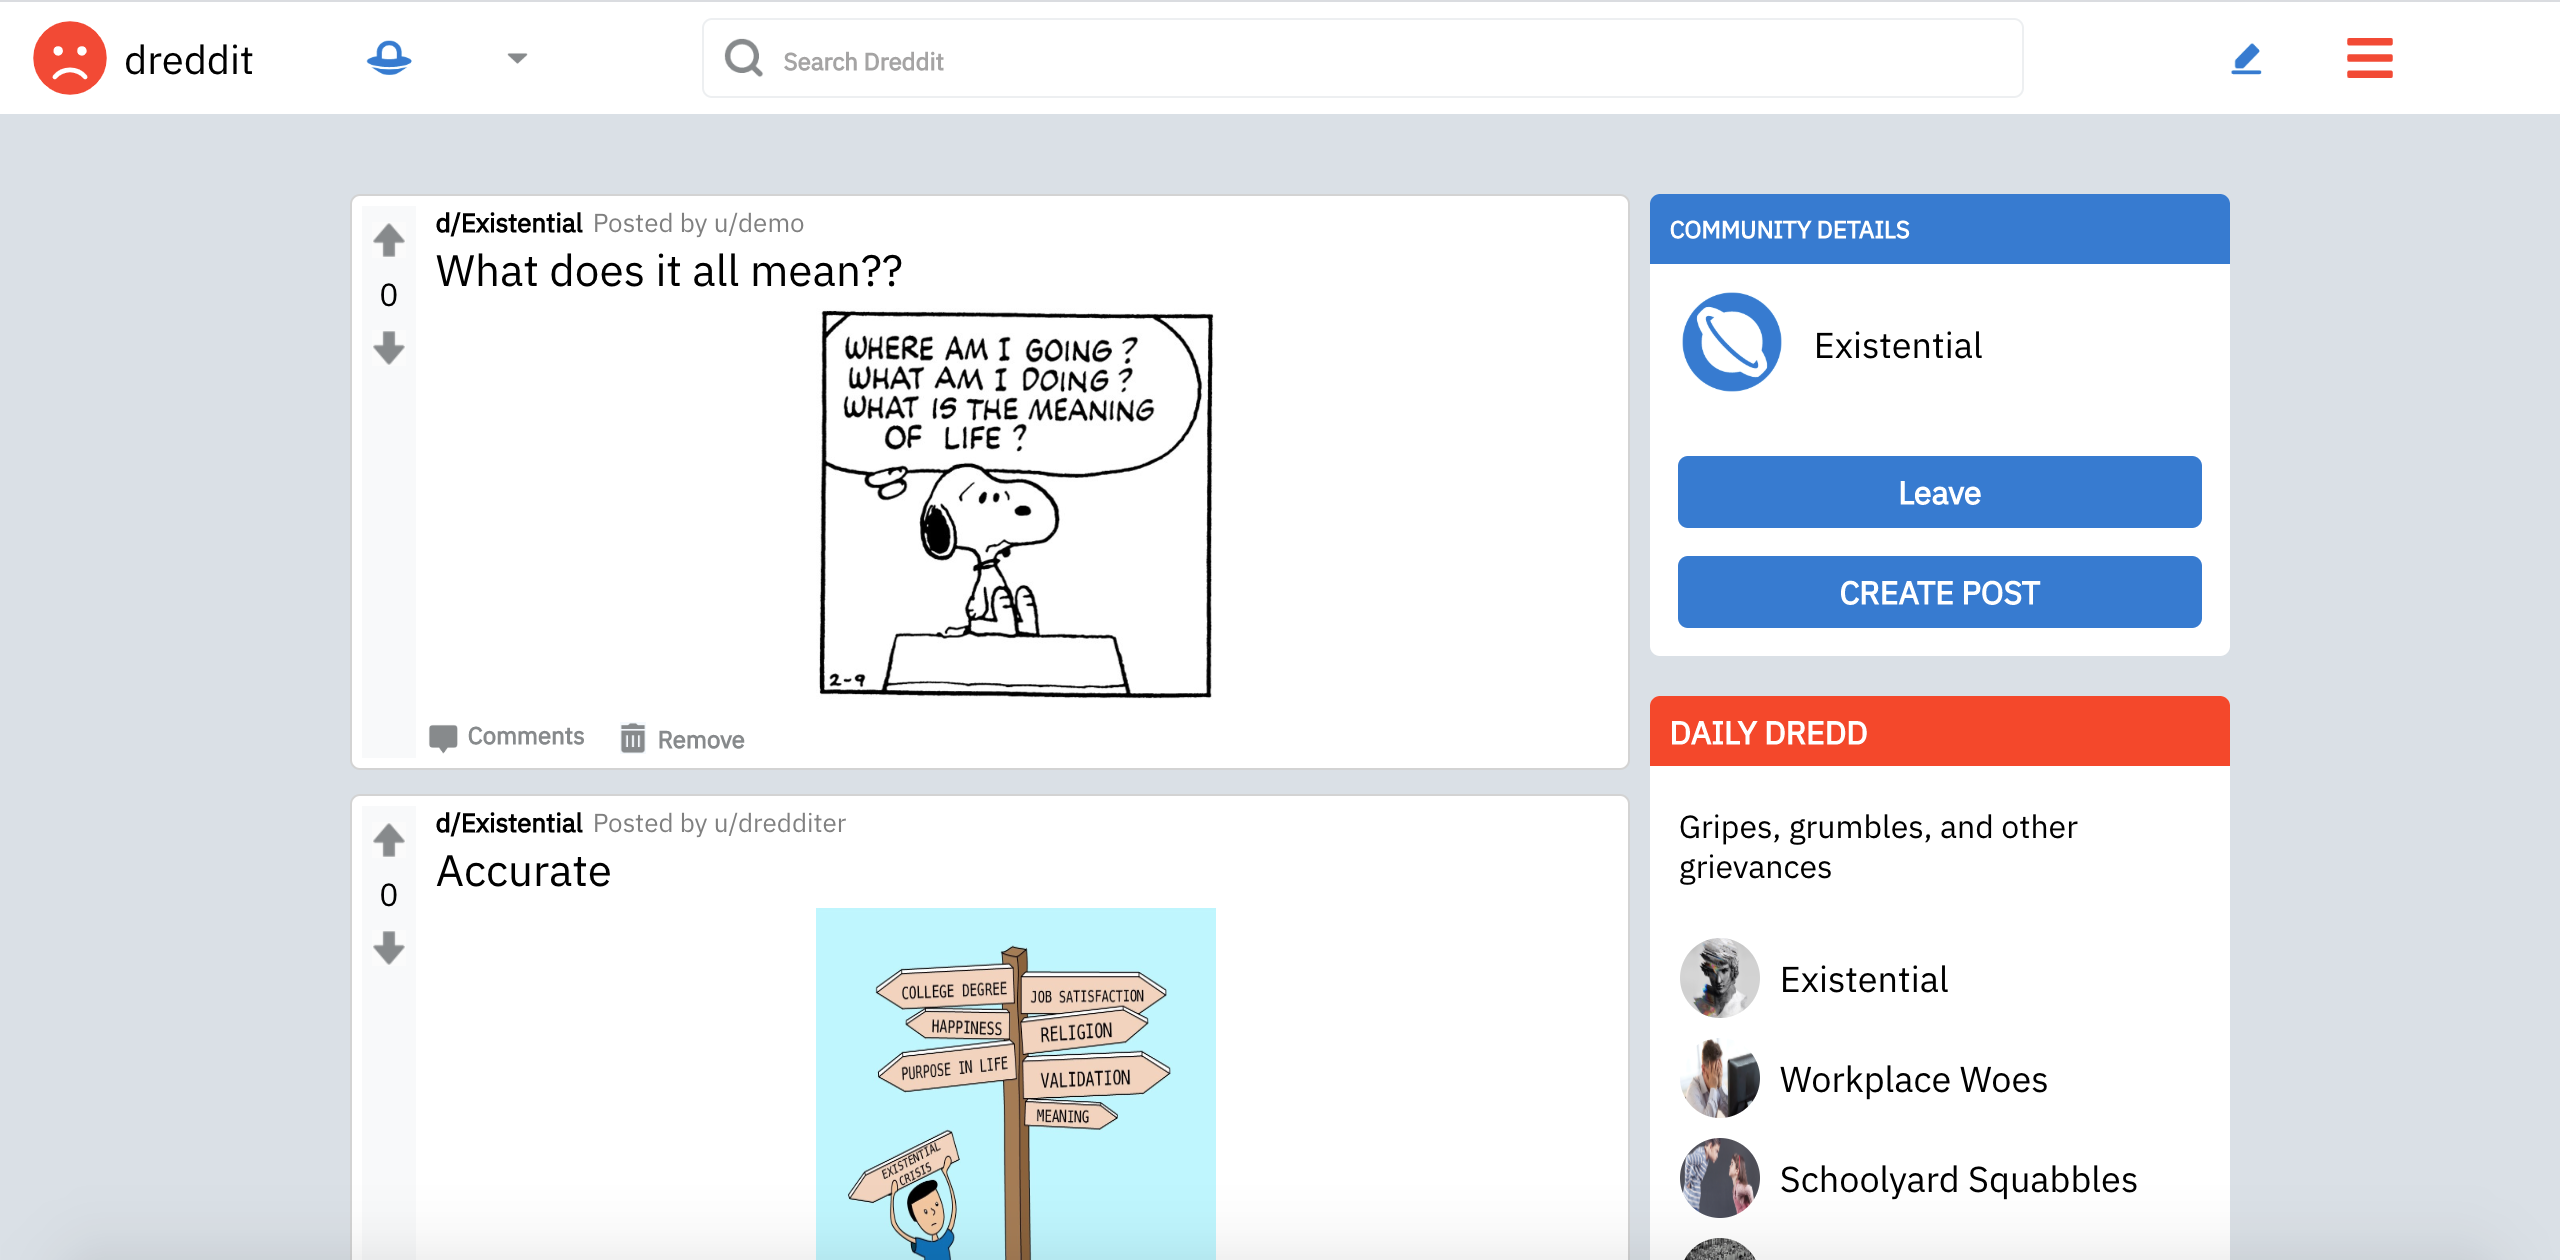 dreddit
Search Dreddit
d/Existential Posted by u/demo
What does it all mean??
WHERE AM I GOING?
WHAT AM I DOING?
WHAT IS THE MEANING
OF LIFE?
2-9
Comments
Remove
d/Existential Posted by u/dredditer
Accurate
COLLEGE DEGREE
JOB SATISFACTION
HAPPINESS
RELIGION
PURPOSE IN LIFE
VALIDATION
MEANING
EXISTENTIAL
CRISIS
COMMUNITY DETAILS
Existential
Leave
CREATE POST
DAILY DREDD
Gripes, grumbles, and other
grievances
Existential
Workplace Woes
Schoolyard Squabbles